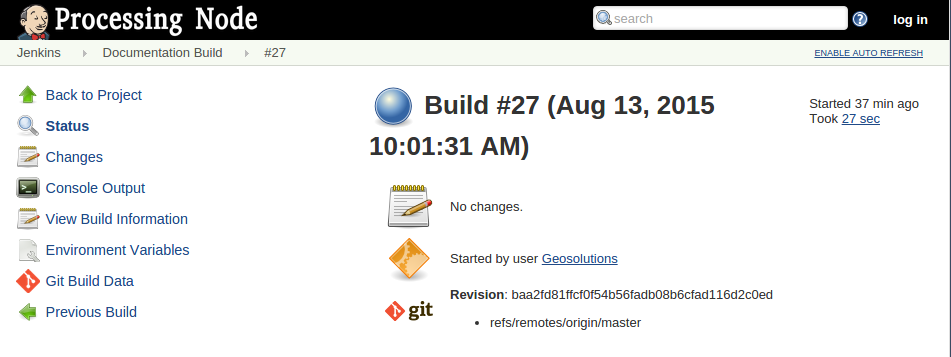 Processing Node
search
log in
Jenkins Documentation Build #27
ENABLE AUTO REFRESH
Back to Project
Status
Changes
Console Output
View Build Information
Environment Variables
Git Build Data
Previous Build
Build #27 (Aug 13, 2015
10:01:31 AM)
Started 37 min ago
Took 27 sec
No changes.
Started by user Geosolutions
git
Revision: baa2fd81ffcf0f54b56fadb08b6cfad116d2c0ed
refs/remotes/origin/master